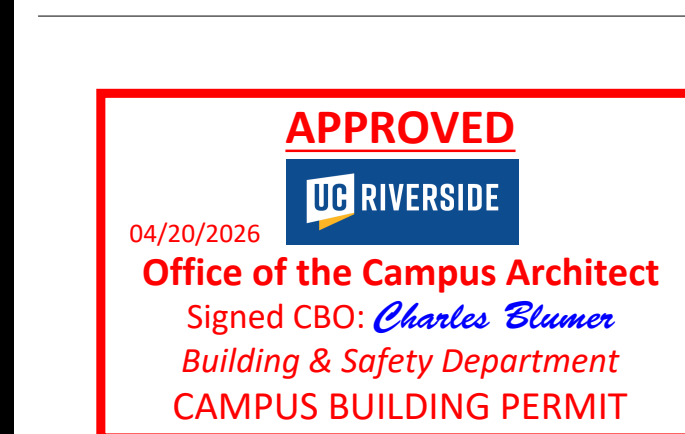 APPROVED
UC RIVERSIDE
04/20/2026
Office of the Campus Architect
Signed CBO: Charles Blumer
Building & Safety Department
CAMPUS BUILDING PERMIT